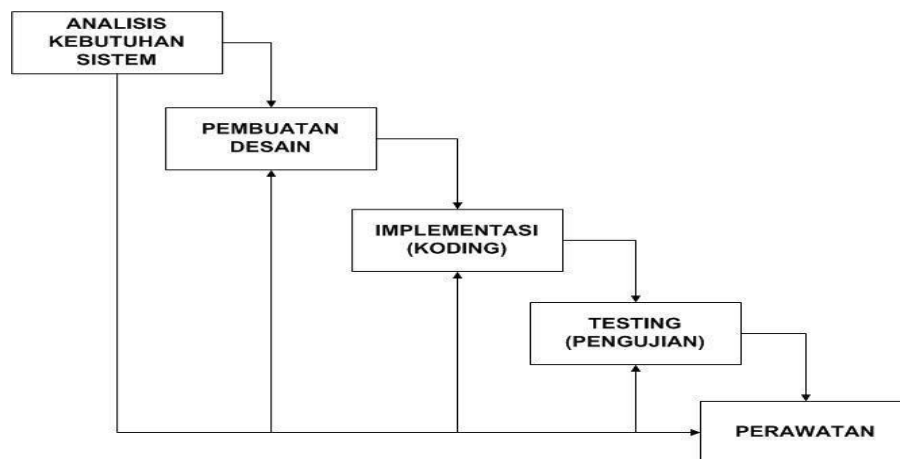 ANALISIS
KEBUTUHAN
SISTEM
PEMBUATAN
DESAIN
IMPLEMENTASI
(KODING)
TESTING
(PENGUJIAN)
PERAWATAN